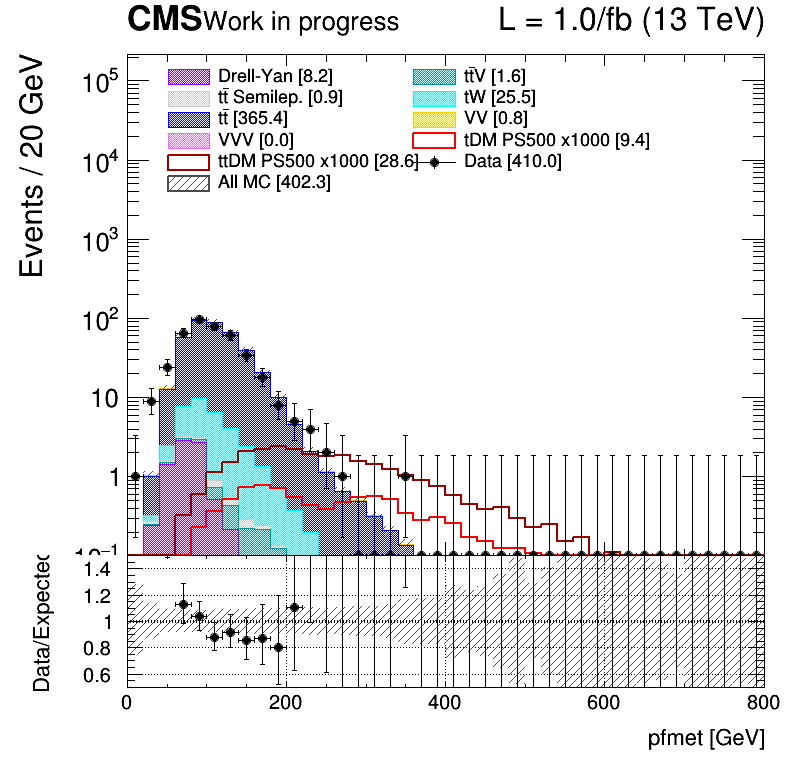 CMS Work in progress L = 1.0/fb (13 TeV)
Events / 20 GeV
Drell-Yan [8.2] tt̄V [1.6]
tt̄ Semilep. [0.9] tW [25.5]
tt̄ [365.4] VV [0.8]
VVV [0.0] tDM PS500 x1000 [9.4]
ttDM PS500 x1000 [28.6] Data [410.0]
All MC [402.3]
10⁵
10⁴
10³
10²
10
1
10⁻¹
Data/Expected
1.4
1.2
1
0.8
0.6
0 200 400 600 800
pfmet [GeV]